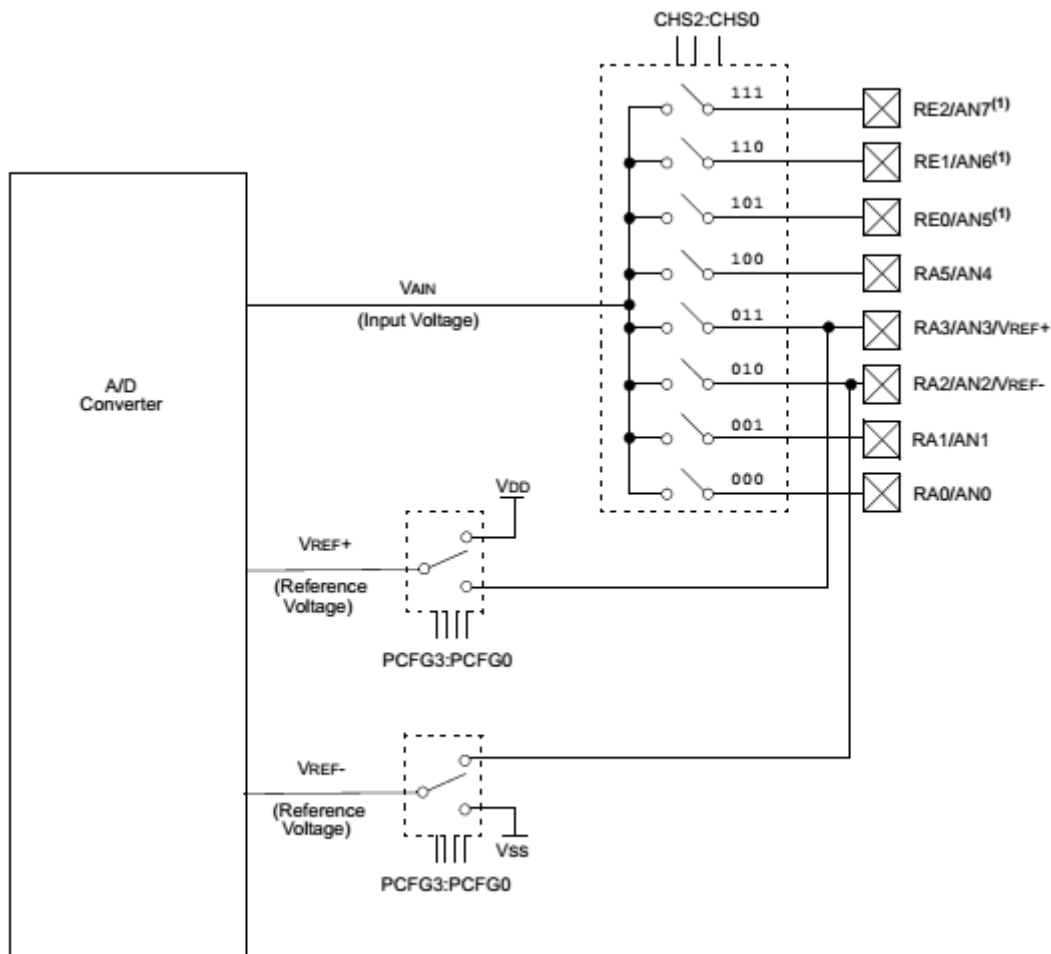 CHS2:CHS0
111
RE2/AN7(1)
110
RE1/AN6(1)
101
RE0/AN5(1)
100
RA5/AN4
VAIN
(Input Voltage)
011
RA3/AN3/VREF+
010
RA2/AN2/VREF-
A/D
Converter
001
RA1/AN1
000
RA0/AN0
VDD
VREF+
(Reference
Voltage)
PCFG3:PCFG0
VREF-
(Reference
Voltage)
VSS
PCFG3:PCFG0